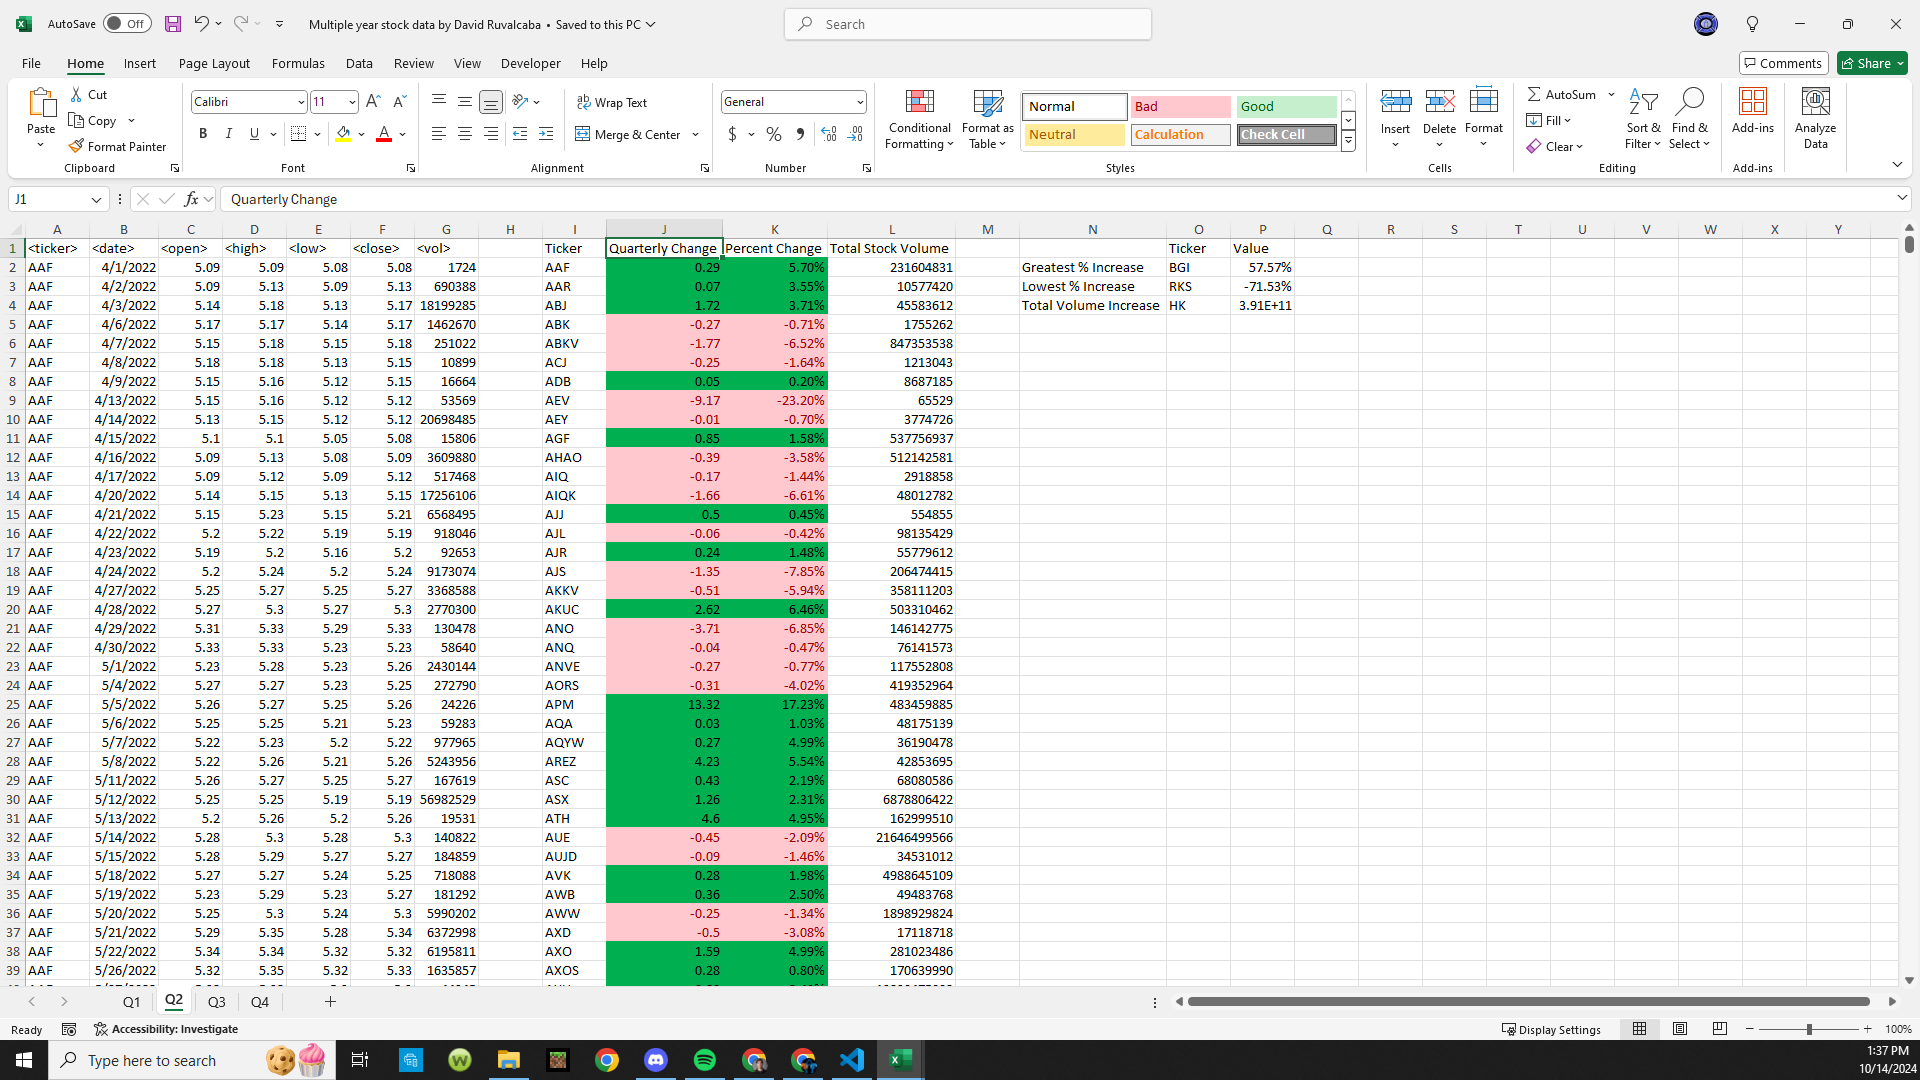 AutoSave Off Multiple year stock data by David Ruvalcaba • Saved to this PC Search
File Home Insert Page Layout Formulas Data Review View Developer Help Comments Share
Paste Cut Copy Format Painter Clipboard
Calibri 11 B I U Font
Wrap Text Merge & Center Alignment
General $ % , Number
Conditional Formatting Format as Table Normal Bad Good Neutral Calculation Check Cell Styles
Insert Delete Format Cells
AutoSum Fill Clear Sort & Filter Find & Select Editing
Add-ins Add-ins Analyze Data
J1 fx Quarterly Change
A B C D E F G H I J K L M N O P Q R S T U V W X Y
1 <ticker> <date> <open> <high> <low> <close> <vol> Ticker Quarterly Change Percent Change Total Stock Volume Ticker Value
2 AAF 4/1/2022 5.09 5.09 5.08 5.08 1724 AAF 0.29 5.70% 231604831 Greatest % Increase BGI 57.57%
3 AAF 4/2/2022 5.09 5.13 5.09 5.13 690388 AAR 0.07 3.55% 10577420 Lowest % Increase RKS -71.53%
4 AAF 4/3/2022 5.14 5.18 5.13 5.17 18199285 ABJ 1.72 3.71% 45583612 Total Volume Increase HK 3.91E+11
5 AAF 4/6/2022 5.17 5.17 5.14 5.17 1462670 ABK -0.27 -0.71% 1755262
6 AAF 4/7/2022 5.15 5.18 5.15 5.18 251022 ABKV -1.77 -6.52% 847353538
7 AAF 4/8/2022 5.18 5.18 5.13 5.15 10899 ACJ -0.25 -1.64% 1213043
8 AAF 4/9/2022 5.15 5.16 5.12 5.15 16664 ADB 0.05 0.20% 8687185
9 AAF 4/13/2022 5.15 5.16 5.12 5.12 53569 AEV -9.17 -23.20% 65529
10 AAF 4/14/2022 5.13 5.15 5.12 5.12 20698485 AEY -0.01 -0.70% 3774726
11 AAF 4/15/2022 5.1 5.1 5.05 5.08 15806 AGF 0.85 1.58% 537756937
12 AAF 4/16/2022 5.09 5.13 5.08 5.09 3609880 AHAO -0.39 -3.58% 512142581
13 AAF 4/17/2022 5.09 5.12 5.09 5.12 517468 AIQ -0.17 -1.44% 2918858
14 AAF 4/20/2022 5.14 5.15 5.13 5.15 17256106 AIQK -1.66 -6.61% 48012782
15 AAF 4/21/2022 5.15 5.23 5.15 5.21 6568495 AJJ 0.5 0.45% 554855
16 AAF 4/22/2022 5.2 5.22 5.19 5.19 918046 AJL -0.06 -0.42% 98135429
17 AAF 4/23/2022 5.19 5.2 5.16 5.2 92653 AJR 0.24 1.48% 55779612
18 AAF 4/24/2022 5.2 5.24 5.2 5.24 9173074 AJS -1.35 -7.85% 206474415
19 AAF 4/27/2022 5.25 5.27 5.25 5.27 3368588 AKKV -0.51 -5.94% 358111203
20 AAF 4/28/2022 5.27 5.3 5.27 5.3 2770300 AKUC 2.62 6.46% 503310462
21 AAF 4/29/2022 5.31 5.33 5.29 5.33 130478 ANO -3.71 -6.85% 146142775
22 AAF 4/30/2022 5.33 5.33 5.23 5.23 58640 ANQ -0.04 -0.47% 76141573
23 AAF 5/1/2022 5.23 5.28 5.23 5.26 2430144 ANVE -0.27 -0.77% 117552808
24 AAF 5/4/2022 5.27 5.27 5.23 5.25 272790 AORS -0.31 -4.02% 419352964
25 AAF 5/5/2022 5.26 5.27 5.25 5.26 24226 APM 13.32 17.23% 483459885
26 AAF 5/6/2022 5.25 5.25 5.21 5.23 59283 AQA 0.03 1.03% 48175139
27 AAF 5/7/2022 5.22 5.23 5.2 5.22 977965 AQYW 0.27 4.99% 36190478
28 AAF 5/8/2022 5.22 5.26 5.21 5.26 5243956 AREZ 4.23 5.54% 42853695
29 AAF 5/11/2022 5.26 5.27 5.25 5.27 167619 ASC 0.43 2.19% 68080586
30 AAF 5/12/2022 5.25 5.25 5.19 5.19 56982529 ASX 1.26 2.31% 6878806422
31 AAF 5/13/2022 5.2 5.26 5.2 5.26 19531 ATH 4.6 4.95% 162999510
32 AAF 5/14/2022 5.28 5.3 5.28 5.3 140822 AUE -0.45 -2.09% 21646499566
33 AAF 5/15/2022 5.28 5.29 5.27 5.27 184859 AUJD -0.09 -1.46% 34531012
34 AAF 5/18/2022 5.27 5.27 5.24 5.25 718088 AVK 0.28 1.98% 4988645109
35 AAF 5/19/2022 5.23 5.29 5.23 5.27 181292 AWB 0.36 2.50% 49483768
36 AAF 5/20/2022 5.25 5.3 5.24 5.3 5990202 AWW -0.25 -1.34% 1898929824
37 AAF 5/21/2022 5.29 5.35 5.28 5.34 6372998 AXD -0.5 -3.08% 17118718
38 AAF 5/22/2022 5.34 5.34 5.32 5.32 6195811 AXO 1.59 4.99% 281023486
39 AAF 5/26/2022 5.32 5.35 5.32 5.33 1635857 AXOS 0.28 0.80% 170639990
Q1 Q2 Q3 Q4
Ready Accessibility: Investigate Display Settings 100%
Type here to search 1:37 PM
10/14/2024